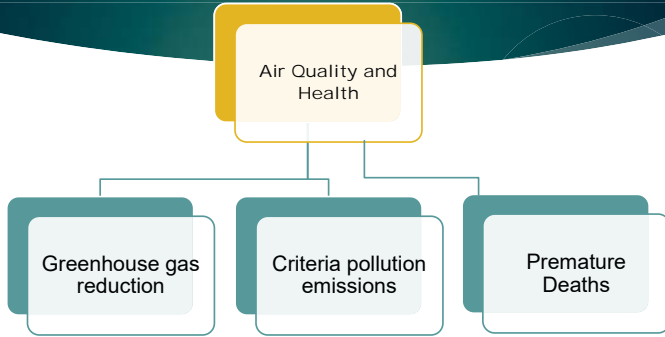 Air Quality and
Health
Greenhouse gas
reduction
Criteria pollution
emissions
Premature
Deaths